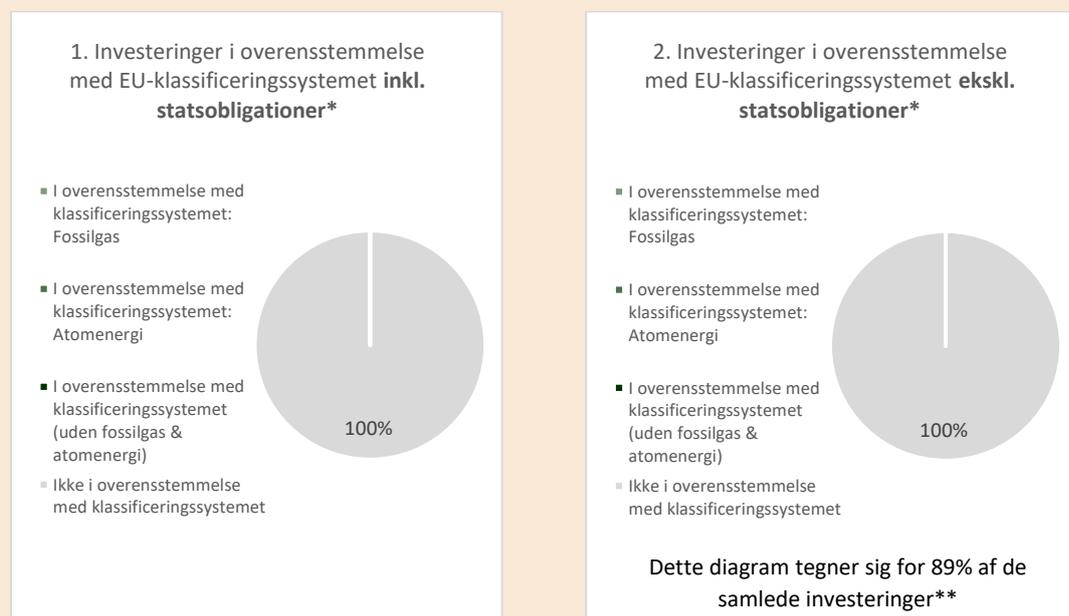 1. Investeringer i overensstemmelse
med EU-klassificeringssystemet inkl.
statsobligationer*
I overensstemmelse med
klassificeringssystemet:
Fossilgas
I overensstemmelse med
klassificeringssystemet:
Atomenergi
I overensstemmelse med
klassificeringssystemet
(uden fossilgas &
atomenergi)
Ikke i overensstemmelse
med klassificeringssystemet
100%
2. Investeringer i overensstemmelse
med EU-klassificeringssystemet ekskl.
statsobligationer*
I overensstemmelse med
klassificeringssystemet:
Fossilgas
I overensstemmelse med
klassificeringssystemet:
Atomenergi
I overensstemmelse med
klassificeringssystemet
(uden fossilgas &
atomenergi)
Ikke i overensstemmelse
med klassificeringssystemet
100%
Dette diagram tegner sig for 89% af de
samlede investeringer**